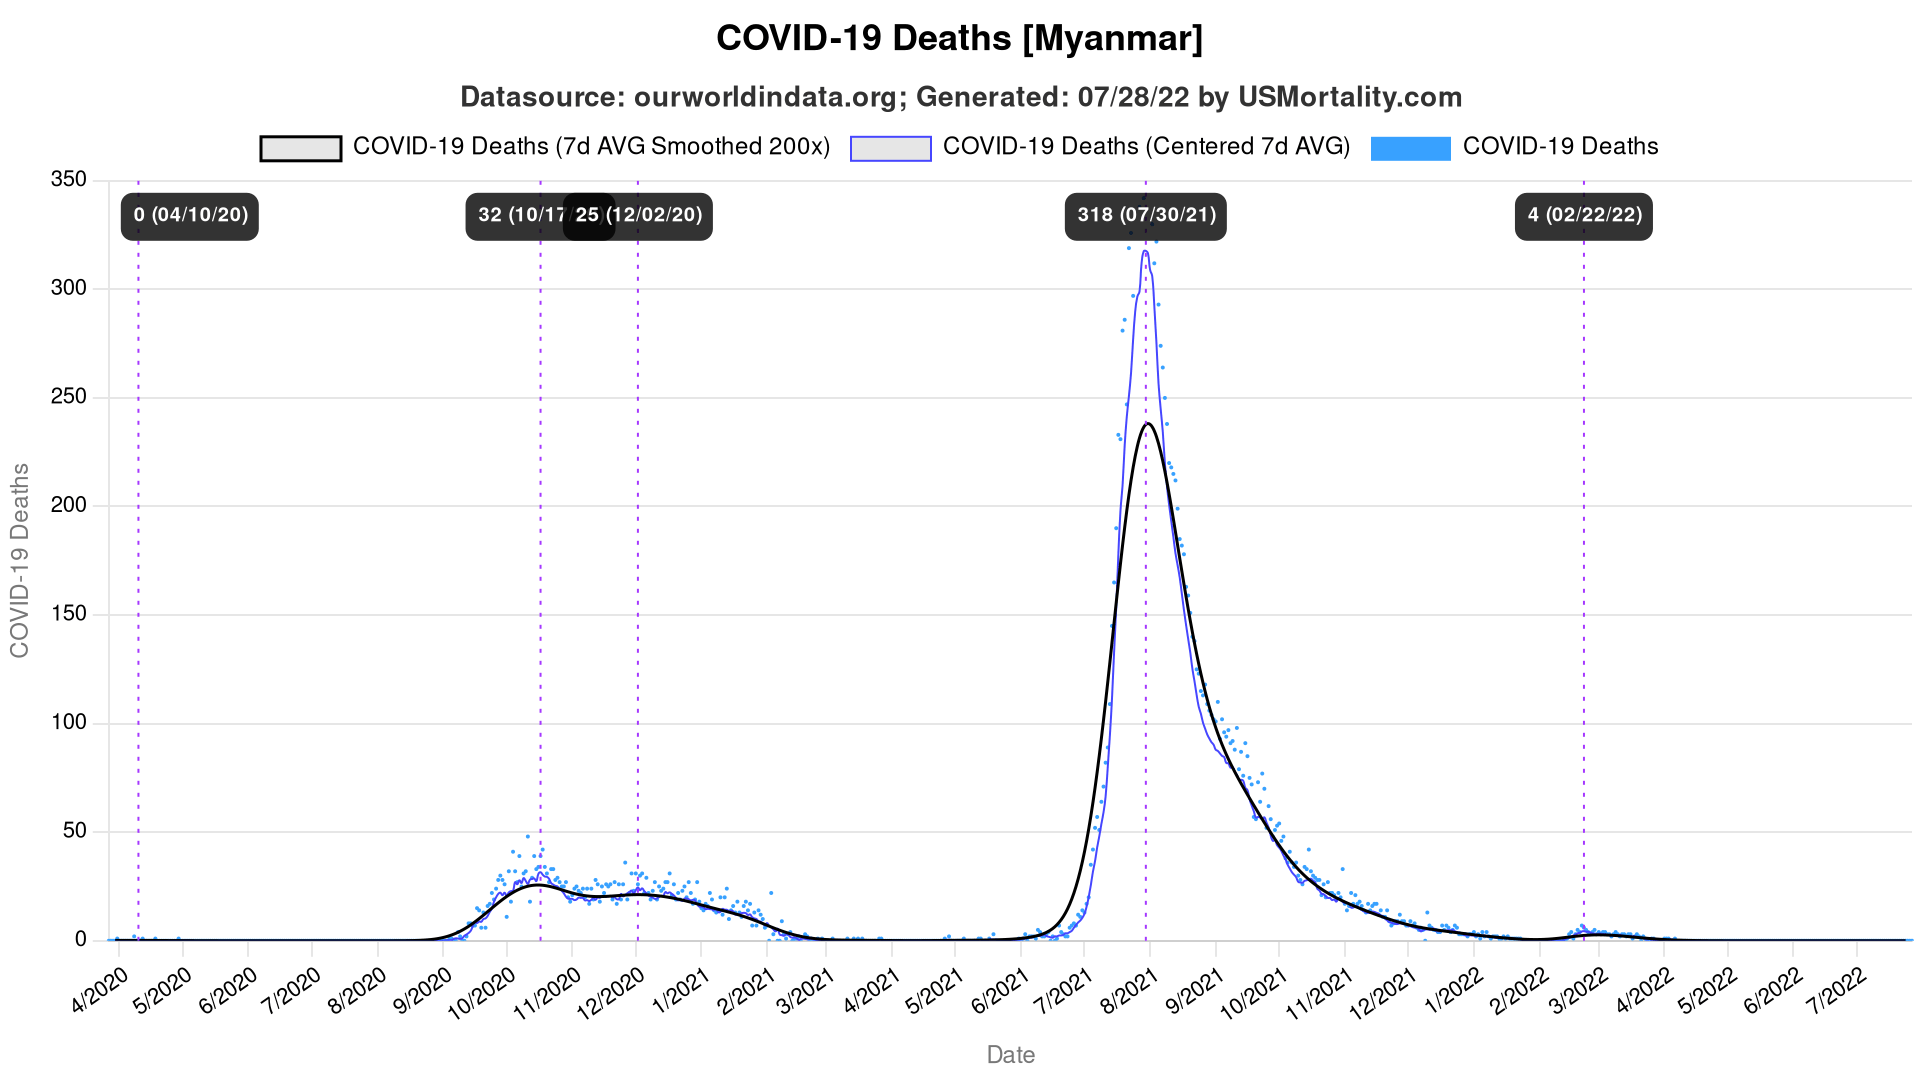 COVID-19 Deaths [Myanmar]
Datasource: ourworldindata.org; Generated: 07/28/22 by USMortality.com
COVID-19 Deaths (7d AVG Smoothed 200x) COVID-19 Deaths (Centered 7d AVG) COVID-19 Deaths
0 (04/10/20) 32 (10/17 25 (12/02/20) 318 (07/30/21) 4 (02/22/22)
350
300
250
200
150
100
50
0
COVID-19 Deaths
4/2020 5/2020 6/2020 7/2020 8/2020 9/2020 10/2020 11/2020 12/2020 1/2021 2/2021 3/2021 4/2021 5/2021 6/2021 7/2021 8/2021 9/2021 10/2021 11/2021 12/2021 1/2022 2/2022 3/2022 4/2022 5/2022 6/2022 7/2022
Date